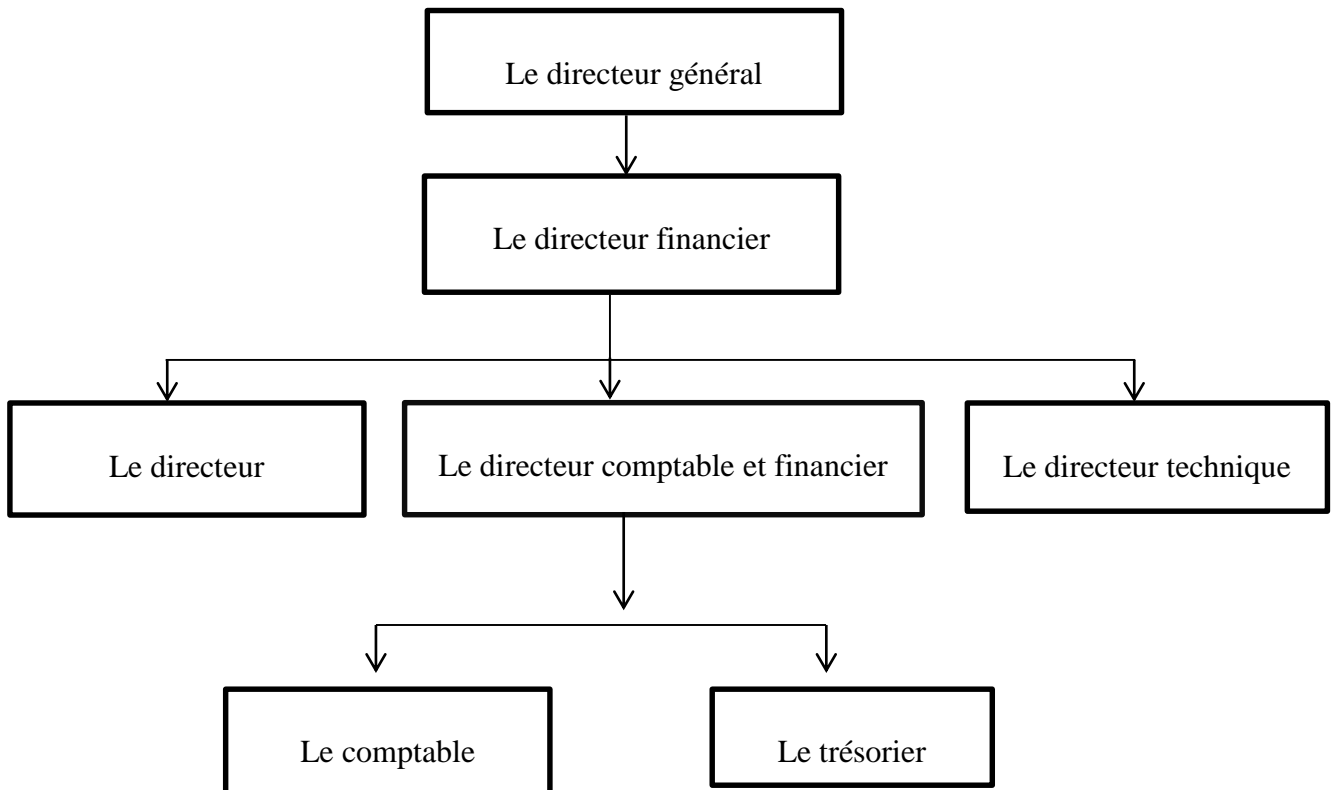 Le directeur général
Le directeur financier
Le directeur
Le directeur comptable et financier
Le directeur technique
Le comptable
Le trésorier